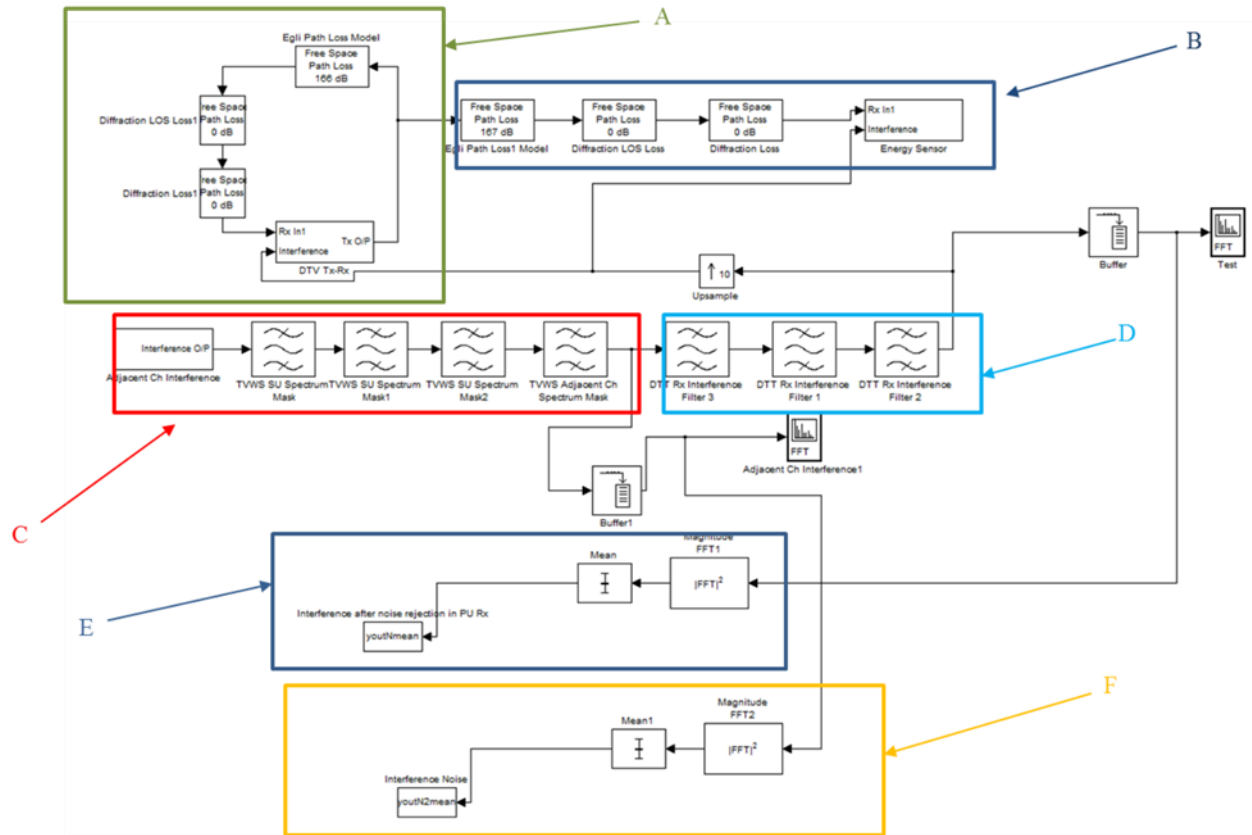 A
Egli Path Loss Model
Free Space
Path Loss
166 dB
B
Diffraction LOS Loss1
ree Space
Path Loss
0 dB
Free Space
Path Loss
167 dB
Egli Path Loss1 Model
Free Space
Path Loss
0 dB
Diffraction LOS Loss
Free Space
Path Loss
0 dB
Diffraction Loss
Rx In1
Interference
Energy Sensor
Diffraction Loss1
ree Space
Path Loss
0 dB
Rx In1
Interference
Tx O/P
DTV Tx-Rx
10
Upsample
Buffer
FFT
Test
Interference O/P
Adjacent Ch Interference
TVWS SU Spectrum
Mask
TVWS SU Spectrum
Mask1
TVWS SU Spectrum
Mask2
TVWS Adjacent Ch
Spectrum Mask
DTT Rx Interference
Filter 3
DTT Rx Interference
Filter 1
DTT Rx Interference
Filter 2
D
C
Buffer1
FFT
Adjacent Ch Interference1
E
Mean
Magnitude
FFT1
|FFT|²
Interference after noise rejection in PU Rx
youtNmean
F
Mean1
Magnitude
FFT2
|FFT|²
Interference Noise
youtN2mean